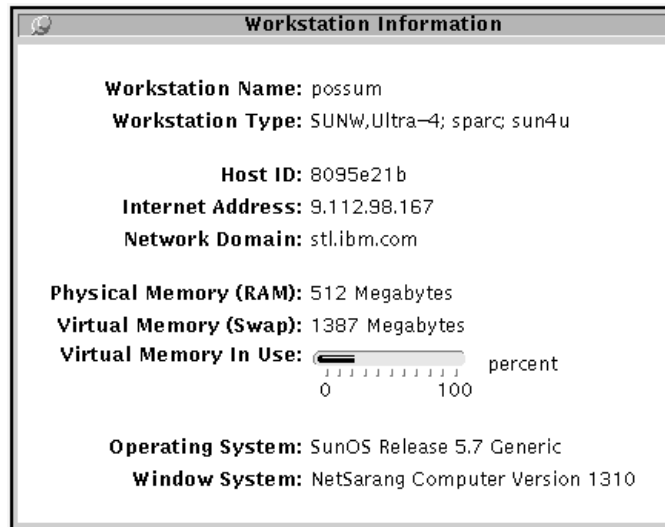 Workstation Information
Workstation Name: possum
Workstation Type: SUNW,Ultra-4; sparc; sun4u
Host ID: 8095e21b
Internet Address: 9.112.98.167
Network Domain: stl.ibm.com
Physical Memory (RAM): 512 Megabytes
Virtual Memory (Swap): 1387 Megabytes
Virtual Memory In Use: percent
0 100
Operating System: SunOS Release 5.7 Generic
Window System: NetSarang Computer Version 1310